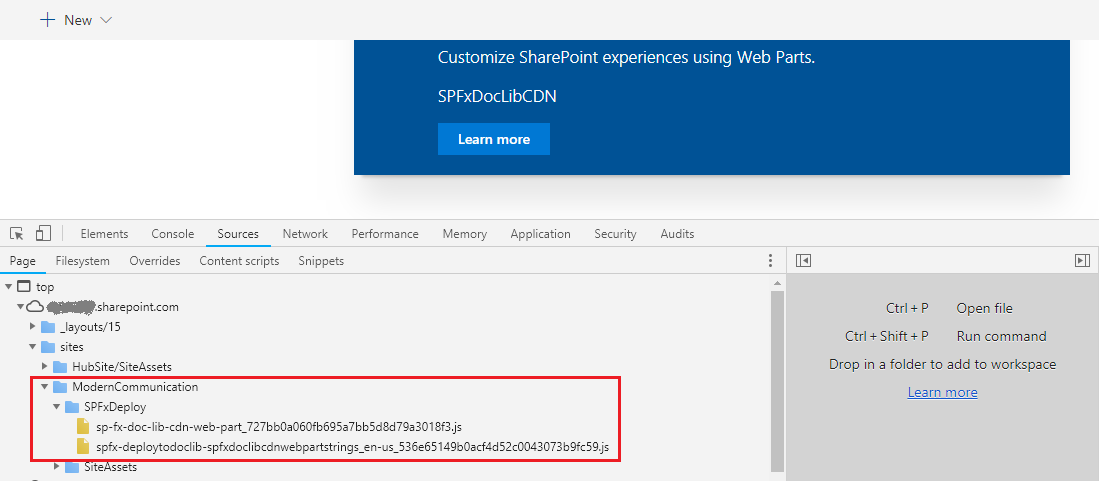 New
Customize SharePoint experiences using Web Parts.
SPFxDocLibCDN
Learn more
Elements Console Sources Network Performance Memory Application Security Audits
Page Filesystem Overrides Content scripts Snippets
top
.sharepoint.com
_layouts/15
sites
HubSite/SiteAssets
ModernCommunication
SPFxDeploy
sp-fx-doc-lib-cdn-web-part_727bb0a060fb695a7bb5d8d79a3018f3.js
spfx-deploytodoclib-spfxdoclibcdnwebpartstrings_en-us_536e65149b0acf4d52c0043073b9fc59.js
SiteAssets
Ctrl + P Open file
Ctrl + Shift + P Run command
Drop in a folder to add to workspace
Learn more